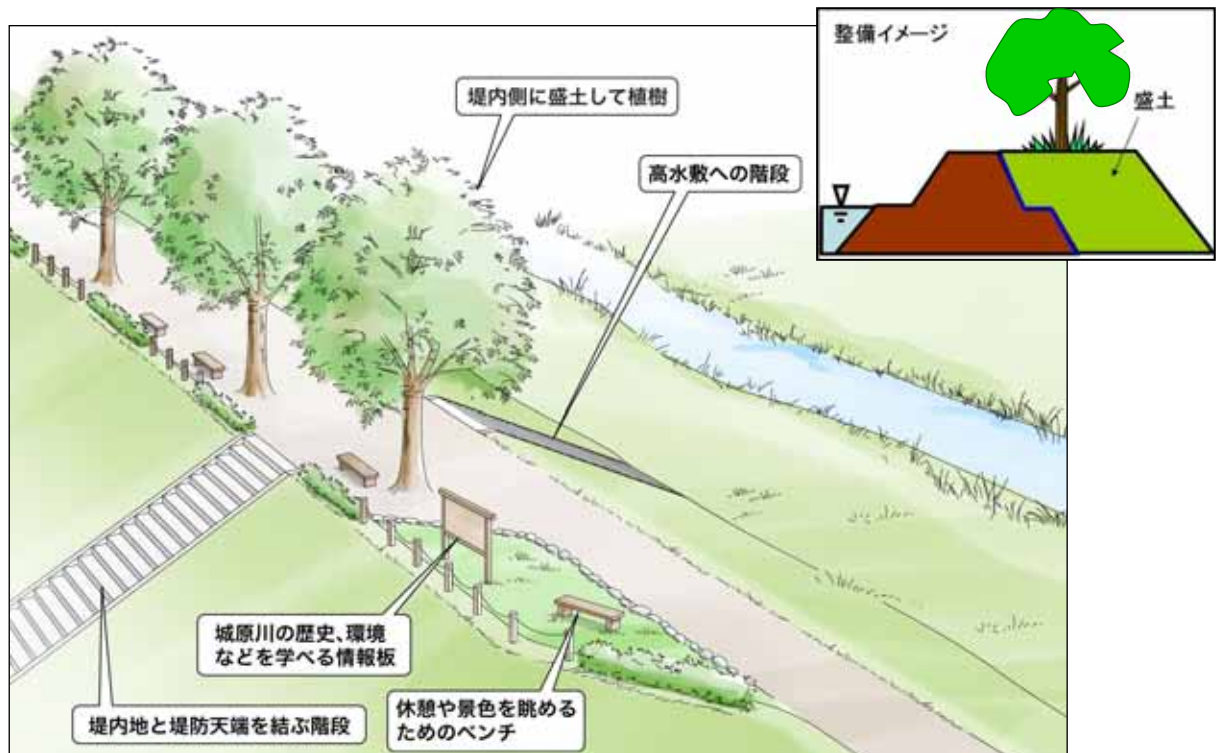 整備イメージ
盛土
堤内側に盛土して植樹
高水敷への階段
城原川の歴史、環境
などを学べる情報板
休憩や景色を眺める
ためのベンチ
堤内地と堤防天端を結ぶ階段